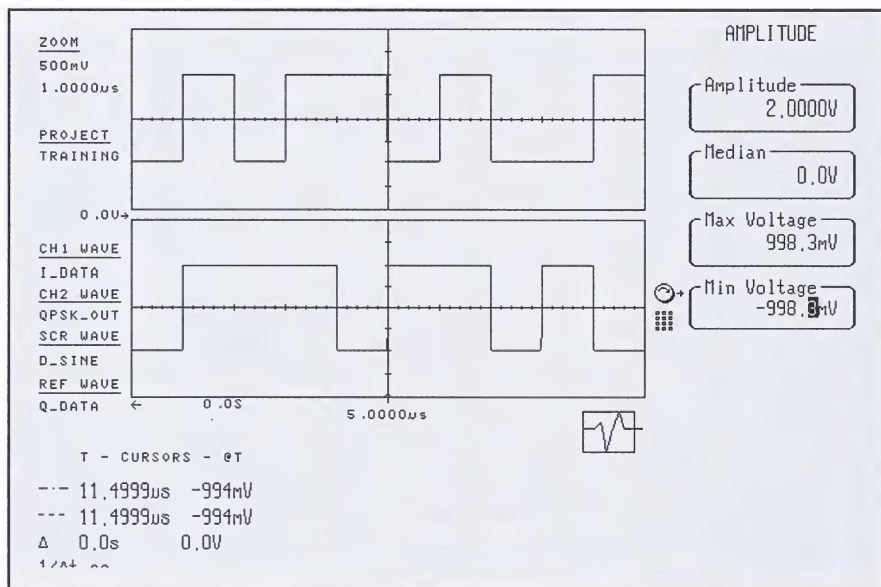 ZOOM
500mV
1.0000us
PROJECT
TRAINING
0.0V→
CH1 WAVE
I_DATA
CH2 WAVE
QPSK_OUT
SCR WAVE
D_SINE
REF WAVE
Q_DATA
← 0.0S
5.0000us
AMPLITUDE
Amplitude
2.0000V
Median
0.0V
Max Voltage
998.3mV
Min Voltage
-998.3mV
T - CURSORS - @T
-·- 11.4999us -994mV
--- 11.4999us -994mV
Δ 0.0s 0.0V